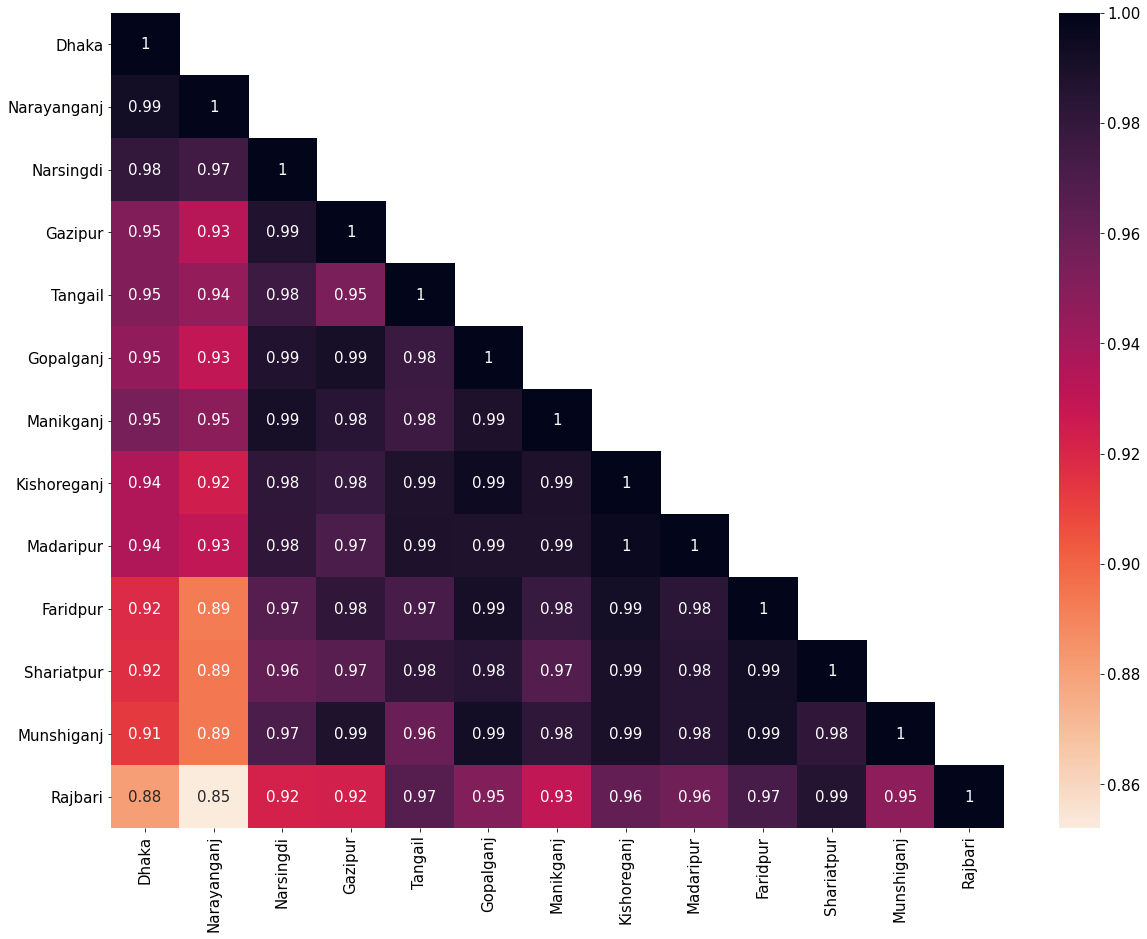 Dhaka 1
Narayanganj 0.99 1
Narsingdi 0.98 0.97 1
Gazipur 0.95 0.93 0.99 1
Tangail 0.95 0.94 0.98 0.95 1
Gopalganj 0.95 0.93 0.99 0.99 0.98 1
Manikganj 0.95 0.95 0.99 0.98 0.98 0.99 1
Kishoreganj 0.94 0.92 0.98 0.98 0.99 0.99 0.99 1
Madaripur 0.94 0.93 0.98 0.97 0.99 0.99 0.99 1 1
Faridpur 0.92 0.89 0.97 0.98 0.97 0.99 0.98 0.99 0.98 1
Shariatpur 0.92 0.89 0.96 0.97 0.98 0.98 0.97 0.99 0.98 0.99 1
Munshiganj 0.91 0.89 0.97 0.99 0.96 0.99 0.98 0.99 0.98 0.99 0.98 1
Rajbari 0.88 0.85 0.92 0.92 0.97 0.95 0.93 0.96 0.96 0.97 0.99 0.95 1
Dhaka
Narayanganj
Narsingdi
Gazipur
Tangail
Gopalganj
Manikganj
Kishoreganj
Madaripur
Faridpur
Shariatpur
Munshiganj
Rajbari
1.00
0.98
0.96
0.94
0.92
0.90
0.88
0.86